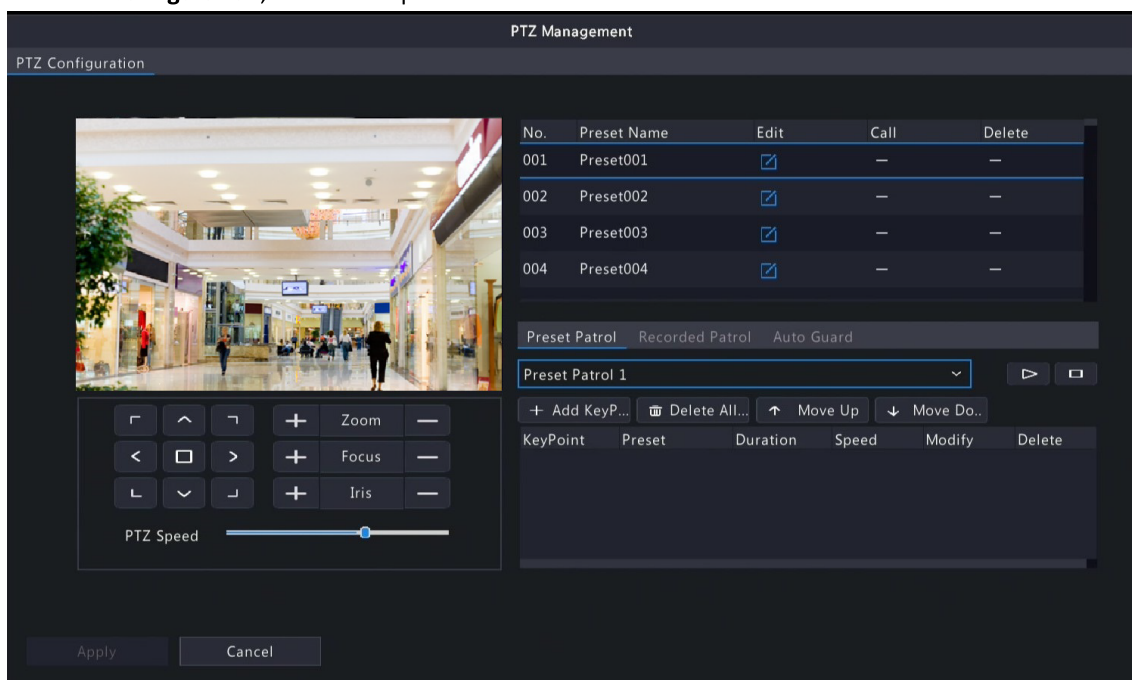 PTZ Management
PTZ Configuration
No. Preset Name Edit Call Delete
001 Preset001
002 Preset002
003 Preset003
004 Preset004
Preset Patrol Recorded Patrol Auto Guard
Preset Patrol 1
+ Add KeyP... Delete All... Move Up Move Do..
KeyPoint Preset Duration Speed Modify Delete
Zoom
Focus
Iris
PTZ Speed
Apply Cancel